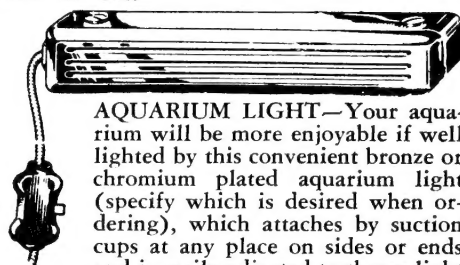 AQUARIUM LIGHT—Your aqua-
rium will be more enjoyable if well
lighted by this convenient bronze or
chromium plated aquarium light
(specify which is desired when or-
dering), which attaches by suction
cups at any place on sides or ends